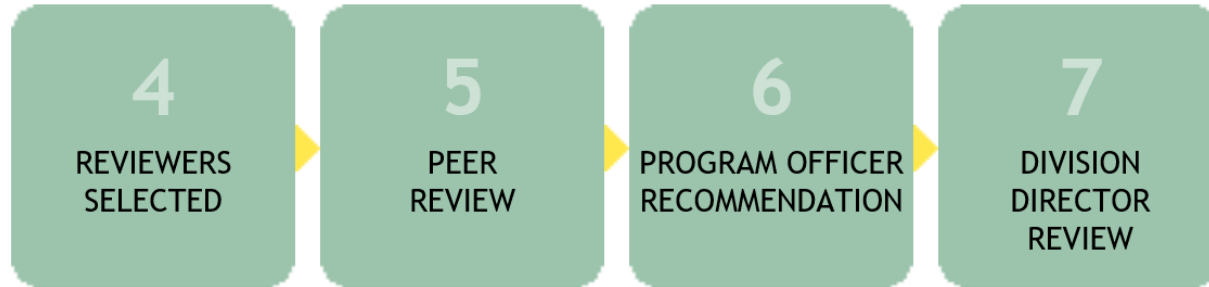 4
REVIEWERS
SELECTED
5
PEER
REVIEW
6
PROGRAM OFFICER
RECOMMENDATION
7
DIVISION
DIRECTOR
REVIEW